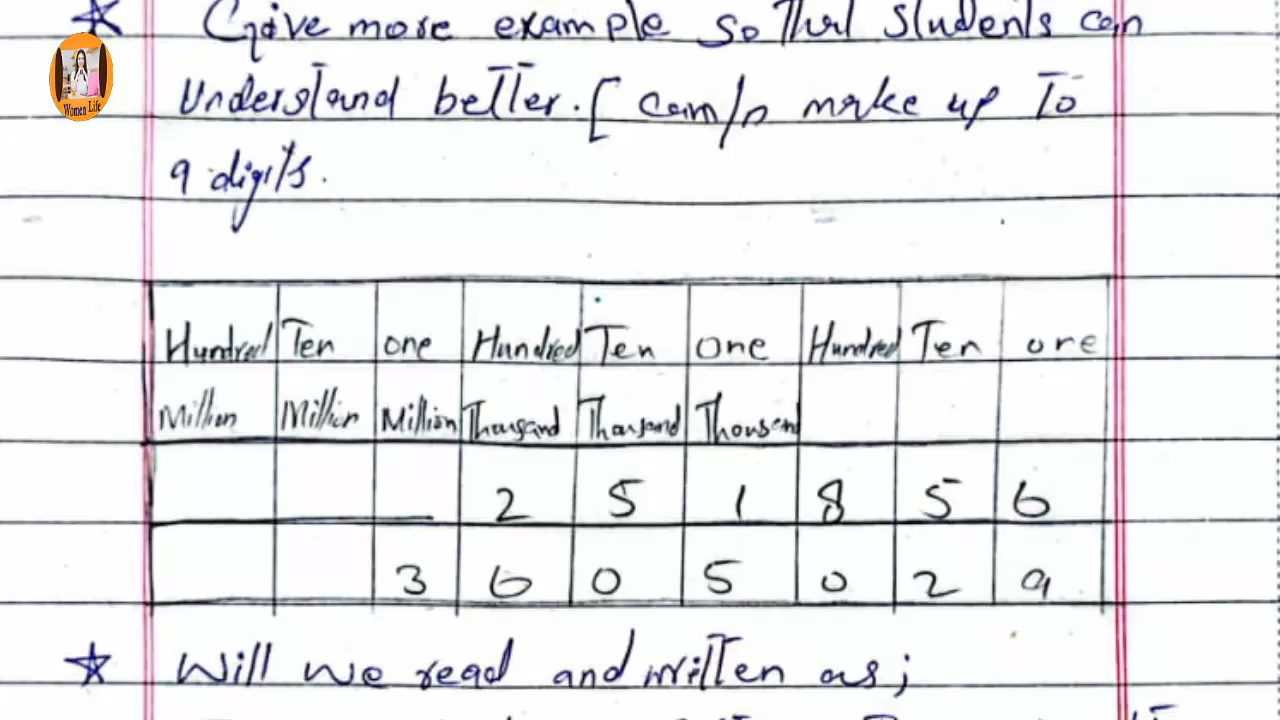 Give more example so that students can
Women Life
understand better. [ can/n make up to
9 digits.
Hundred Ten one Hundred Ten One Hundred Ten one
Million Million Million Thousand Thousand Thousand
2 5 1 8 5 6
3 6 0 5 0 2 9
Will we read and written as;